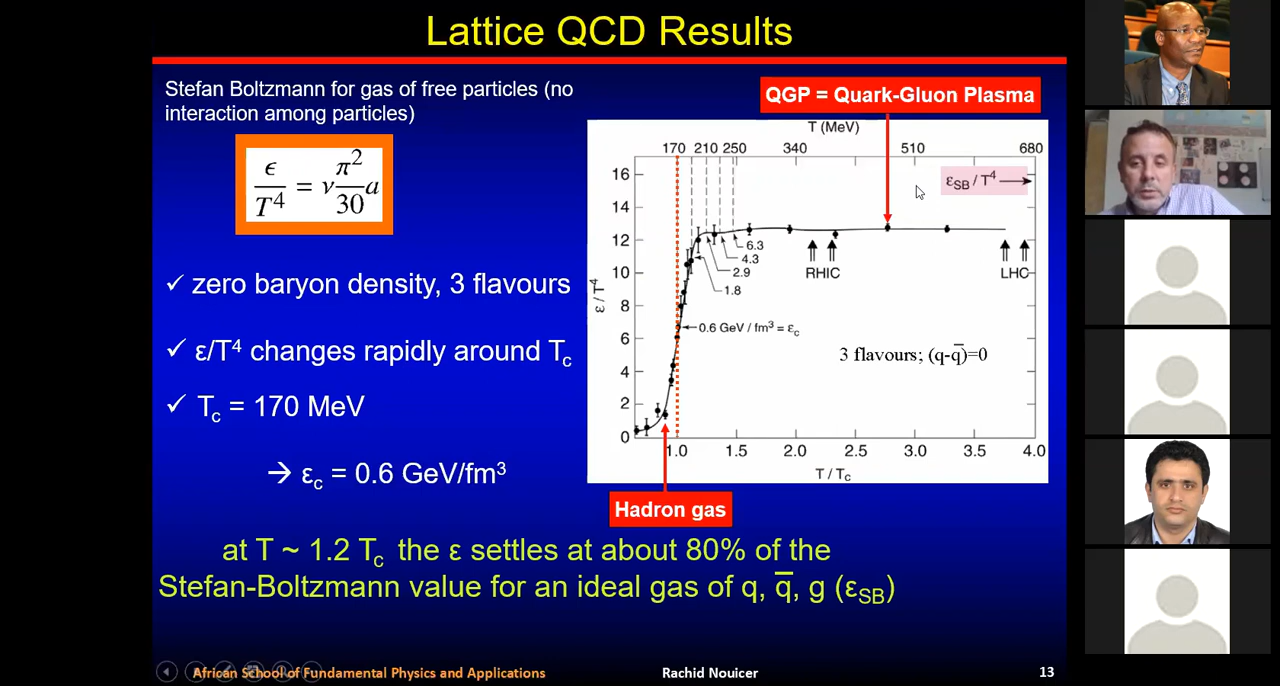 Lattice QCD Results
Stefan Boltzmann for gas of free particles (no
interaction among particles)
ϵ/T⁴ = ν π²/30 a
✓ zero baryon density, 3 flavours
✓ ε/T⁴ changes rapidly around Tc
✓ Tc = 170 MeV
→ εc = 0.6 GeV/fm³
QGP = Quark-Gluon Plasma
T (MeV)
170 210 250 340 510 680
εSB / T⁴
16
14
12
10
8
6
4
2
0
ε / T⁴
6.3
4.3
2.9
1.8
RHIC
LHC
0.6 GeV / fm³ = εc
3 flavours; (q-q̅)=0
1.0 1.5 2.0 2.5 3.0 3.5 4.0
T / Tc
Hadron gas
at T ~ 1.2 Tc the ε settles at about 80% of the
Stefan-Boltzmann value for an ideal gas of q, q̅, g (εSB)
African School of Fundamental Physics and Applications
Rachid Nouicer
13